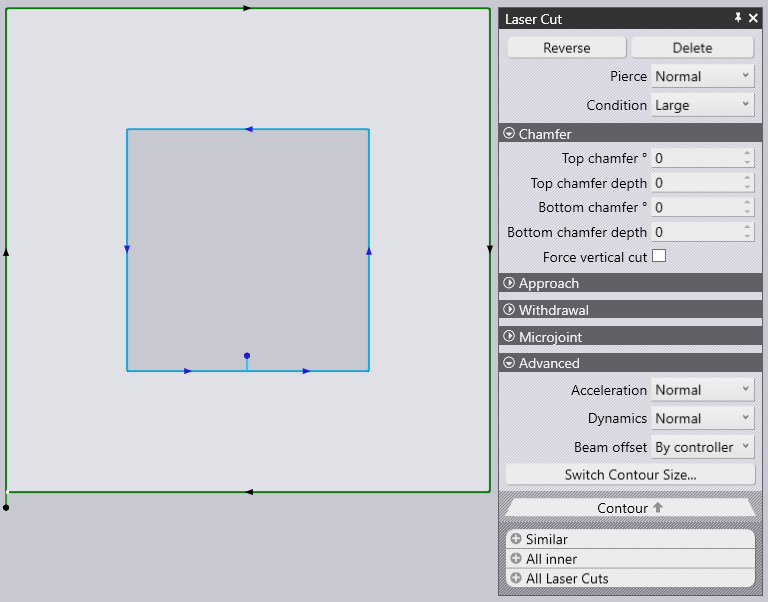 Laser Cut
Reverse Delete
Pierce Normal
Condition Large
Chamfer
Top chamfer ° 0
Top chamfer depth 0
Bottom chamfer ° 0
Bottom chamfer depth 0
Force vertical cut
Approach
Withdrawal
Microjoint
Advanced
Acceleration Normal
Dynamics Normal
Beam offset By controller
Switch Contour Size...
Contour
Similar
All inner
All Laser Cuts